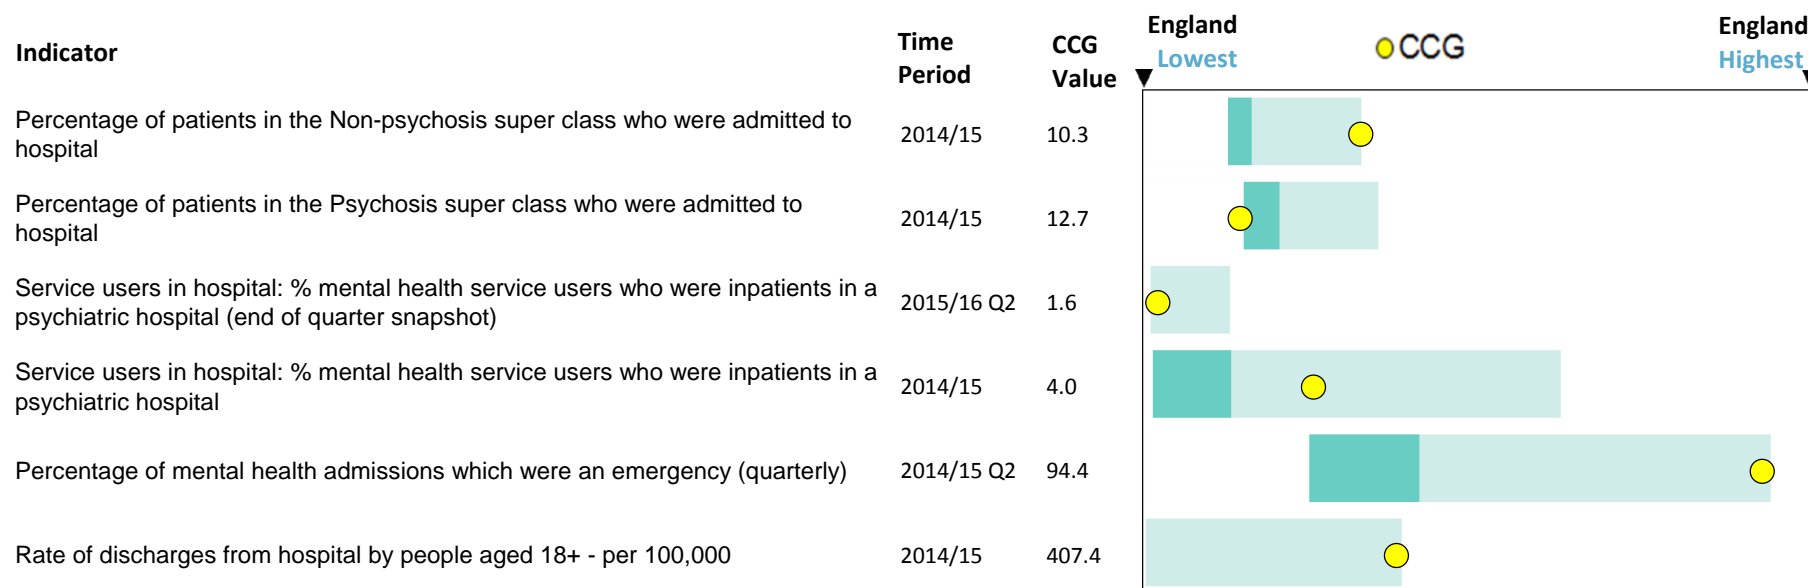 Indicator
Time
Period
CCG
Value
England
Lowest
CCG
England
Highest
Percentage of patients in the Non-psychosis super class who were admitted to
hospital
2014/15
10.3
Percentage of patients in the Psychosis super class who were admitted to
hospital
2014/15
12.7
Service users in hospital: % mental health service users who were inpatients in a
psychiatric hospital (end of quarter snapshot)
2015/16 Q2
1.6
Service users in hospital: % mental health service users who were inpatients in a
psychiatric hospital
2014/15
4.0
Percentage of mental health admissions which were an emergency (quarterly)
2014/15 Q2
94.4
Rate of discharges from hospital by people aged 18+ - per 100,000
2014/15
407.4